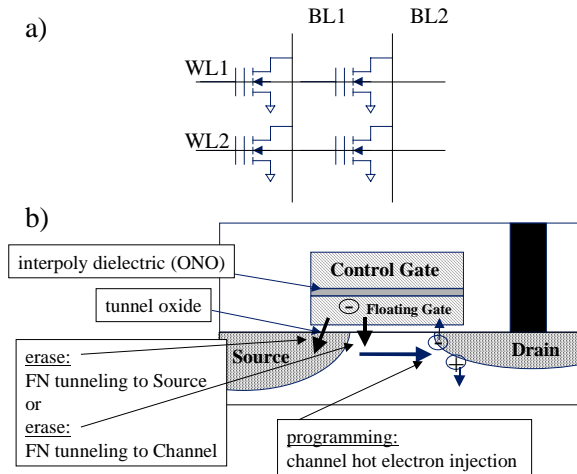 a)
BL1
BL2
WL1
WL2
b)
interpoly dielectric (ONO)
Control Gate
- Floating Gate
tunnel oxide
Source
-
Drain
+
erase:
FN tunneling to Source
or
erase:
FN tunneling to Channel
programming:
channel hot electron injection